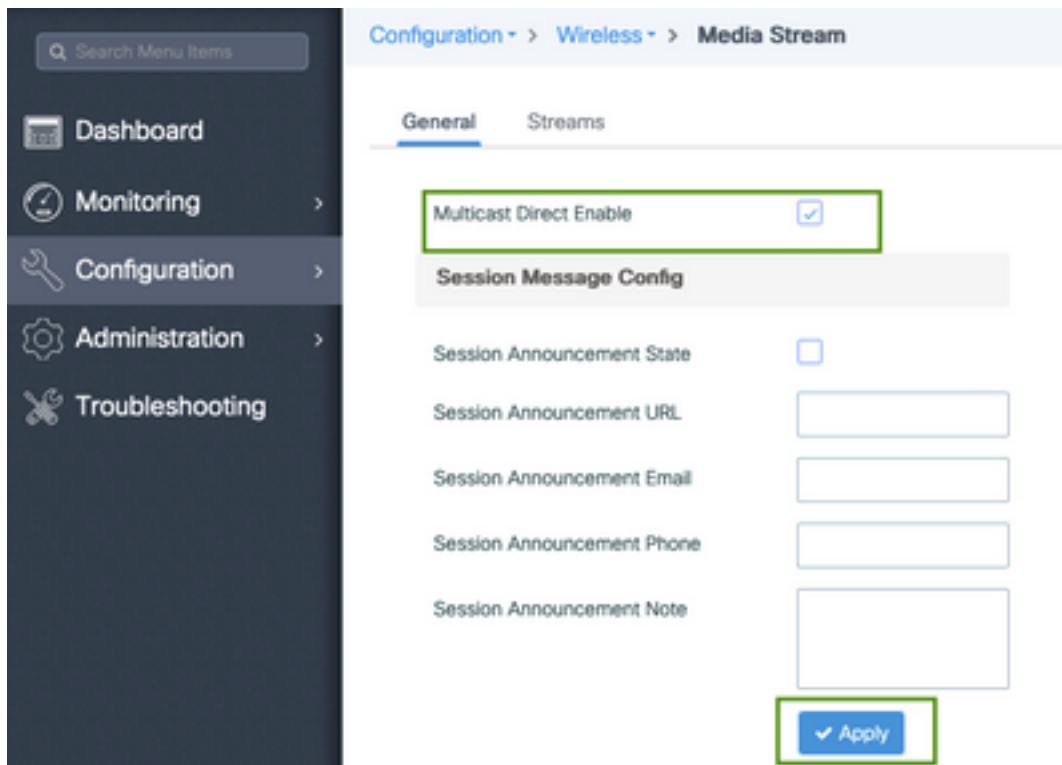 Search Menu Items
Dashboard
Monitoring
Configuration
Administration
Troubleshooting
Configuration > Wireless > Media Stream
General Streams
Multicast Direct Enable
Session Message Config
Session Announcement State
Session Announcement URL
Session Announcement Email
Session Announcement Phone
Session Announcement Note
Apply